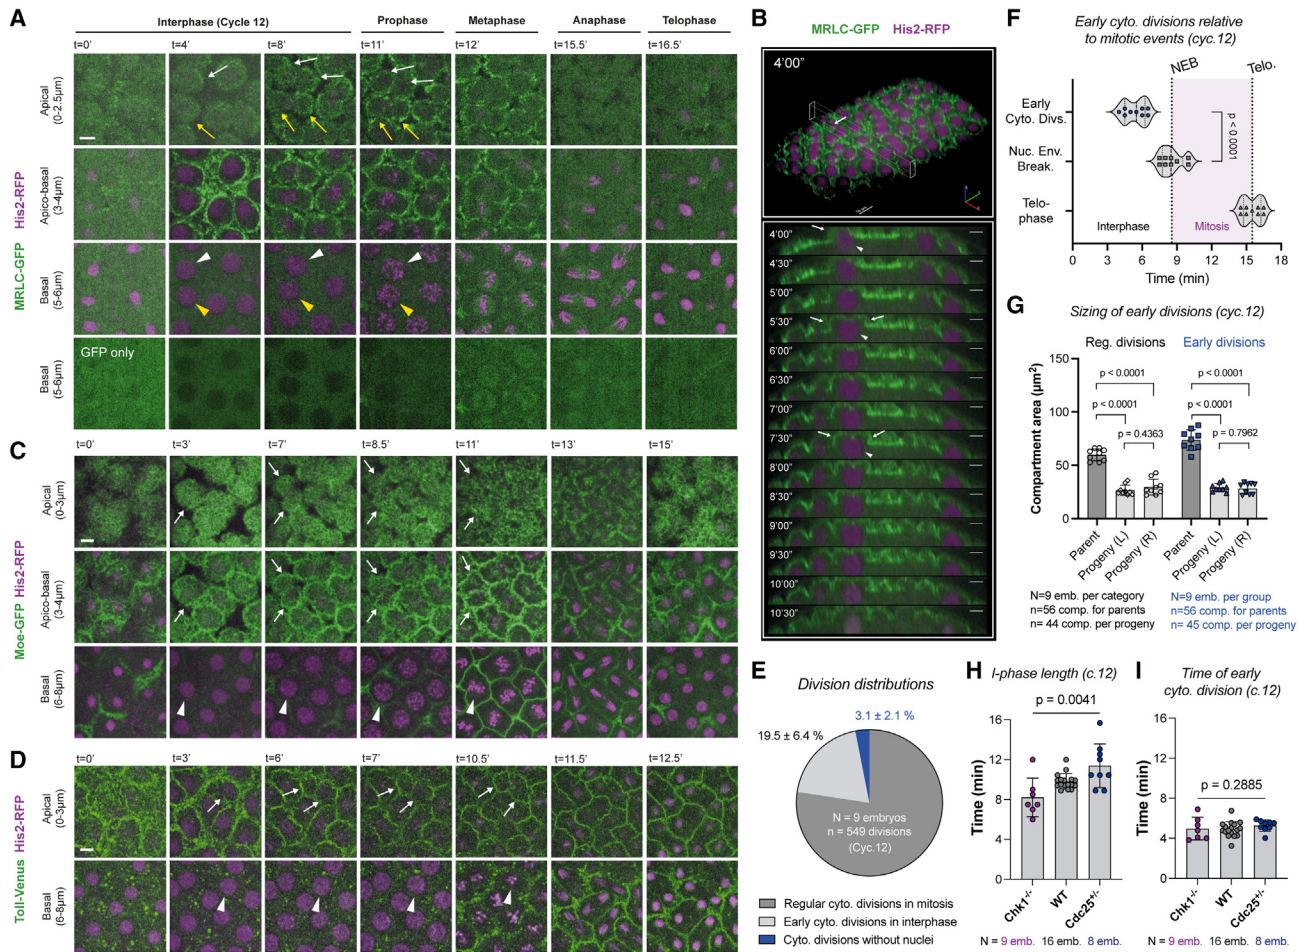 A
Interphase (Cycle 12)
Prophase
Metaphase
Anaphase
Telophase
t=0'
t=4'
t=8'
t=11'
t=12'
t=15.5'
t=16.5'
MRLC-GFP His2-RFP
Apical
(0-2.5μm)
Apico-basal
(3-4μm)
Basal
(5-6μm)
Basal
(5-6μm)
GFP only
B
MRLC-GFP His2-RFP
4'00"
4'00"
4'30"
5'00"
5'30"
6'00"
6'30"
7'00"
7'30"
8'00"
8'30"
9'00"
9'30"
10'00"
10'30"
C
t=0'
t=3'
t=7'
t=8.5'
t=11'
t=13'
t=15'
Moe-GFP His2-RFP
Apical
(0-3μm)
Apico-basal
(3-4μm)
Basal
(6-8μm)
D
t=0'
t=3'
t=6'
t=7'
t=10.5'
t=11.5'
t=12.5'
Toll-Venus His2-RFP
Apical
(0-3μm)
Basal
(6-8μm)
E
Division distributions
3.1 ± 2.1 %
19.5 ± 6.4 %
N = 9 embryos
n = 549 divisions
(Cyc.12)
Regular cyto. divisions in mitosis
Early cyto. divisions in interphase
Cyto. divisions without nuclei
F
Early cyto. divisions relative
to mitotic events (cyc.12)
NEB
Telo.
Early
Cyto. Divs.
Nuc. Env.
Break.
Telo-
phase
p < 0.0001
Interphase
Mitosis
0 3 6 9 12 15 18
Time (min)
G
Sizing of early divisions (cyc.12)
Reg. divisions
Early divisions
Compartment area (μm²)
150
100
50
0
p < 0.0001
p < 0.0001
p = 0.4363
p < 0.0001
p < 0.0001
p = 0.7962
Parent
Progeny (L)
Progeny (R)
Parent
Progeny (L)
Progeny (R)
N=9 emb. per category
n=56 comp. for parents
n= 44 comp. per progeny
N=9 emb. per group
n=56 comp. for parents
n= 45 comp. per progeny
H
I-phase length (c.12)
p = 0.0041
Time (min)
16
12
8
4
0
Chk1-/-
WT
Cdc25+/-
N = 9 emb. 16 emb. 8 emb.
I
Time of early
cyto. division (c.12)
p = 0.2885
Time (min)
16
12
8
4
0
Chk1-/-
WT
Cdc25+/-
N = 9 emb. 16 emb. 8 emb.